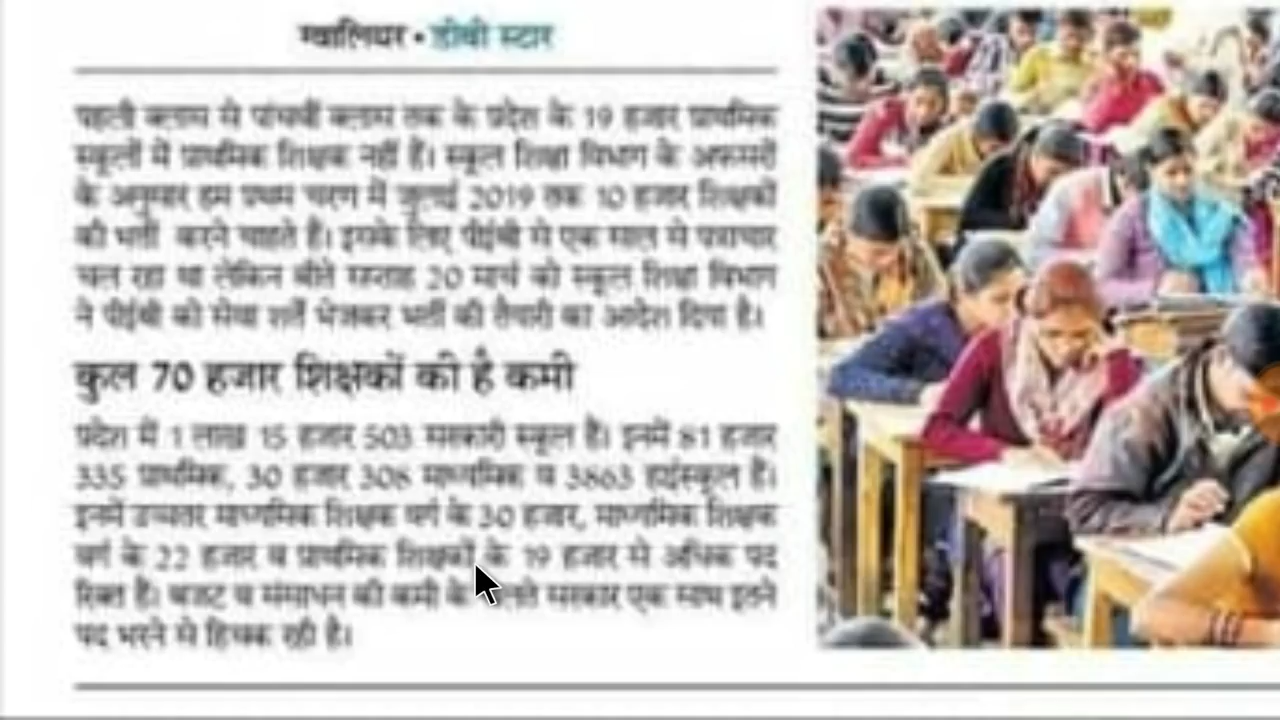 ग्वालियर • डीबी स्टार
पहली क्लास से पांचवीं क्लास तक के प्रदेश के 19 हजार प्राथमिक
स्कूलों में प्राथमिक शिक्षक नहीं हैं। स्कूल शिक्षा विभाग के अफसरों
के अनुसार हम प्रथम चरण में जुलाई 2019 तक 10 हजार शिक्षकों
की भर्ती करने चाहते हैं। इसके लिए पीईबी से एक साल से पत्राचार
चल रहा था लेकिन बीते सप्ताह 20 मार्च को स्कूल शिक्षा विभाग
ने पीईबी को सेवा शर्तें भेजकर भर्ती की तैयारी का आदेश दिया है।
कुल 70 हजार शिक्षकों की है कमी
प्रदेश में 1 लाख 15 हजार 503 सरकारी स्कूल हैं। इनमें 81 हजार
335 प्राथमिक, 30 हजार 308 माध्यमिक व 3863 हाईस्कूल हैं।
इनमें उच्चतर माध्यमिक शिक्षक वर्ग के 30 हजार, माध्यमिक शिक्षक
वर्ग के 22 हजार व प्राथमिक शिक्षकों के 19 हजार से अधिक पद
रिक्त हैं। बजट व संसाधन की कमी के चलते सरकार एक साथ इतने
पद भरने से हिचक रही है।